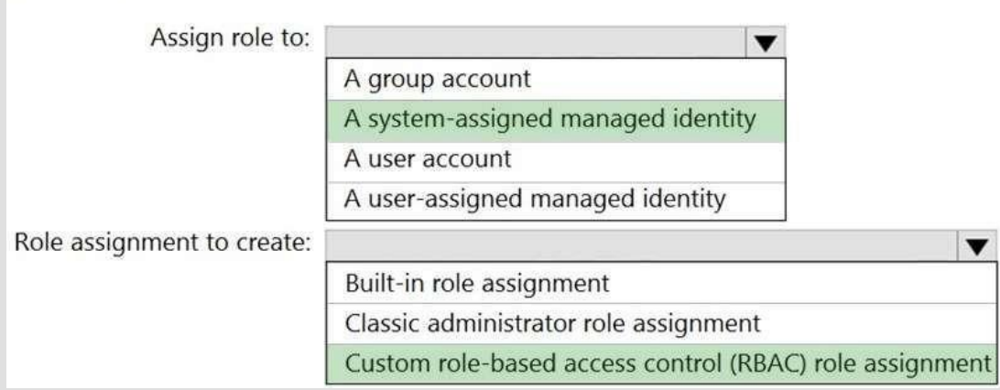 Assign role to:
A group account
A system-assigned managed identity
A user account
A user-assigned managed identity
Role assignment to create:
Built-in role assignment
Classic administrator role assignment
Custom role-based access control (RBAC) role assignment